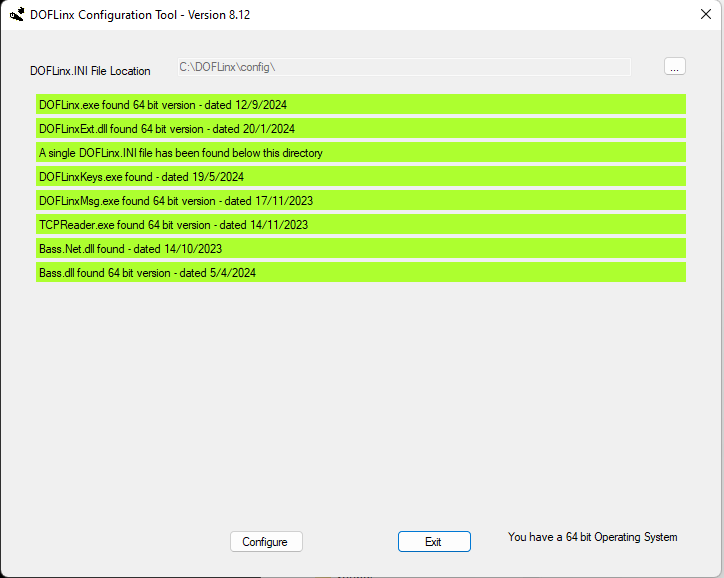 DOFLinx Configuration Tool - Version 8.12
DOFLinx.INI File Location
C:\DOFLinx\config\
...
DOFLinx.exe found 64 bit version - dated 12/9/2024
DOFLinxExt.dll found 64 bit version - dated 20/1/2024
A single DOFLinx.INI file has been found below this directory
DOFLinxKeys.exe found - dated 19/5/2024
DOFLinxMsg.exe found 64 bit version - dated 17/11/2023
TCPReader.exe found 64 bit version - dated 14/11/2023
Bass.Net.dll found - dated 14/10/2023
Bass.dll found 64 bit version - dated 5/4/2024
Configure
Exit
You have a 64 bit Operating System